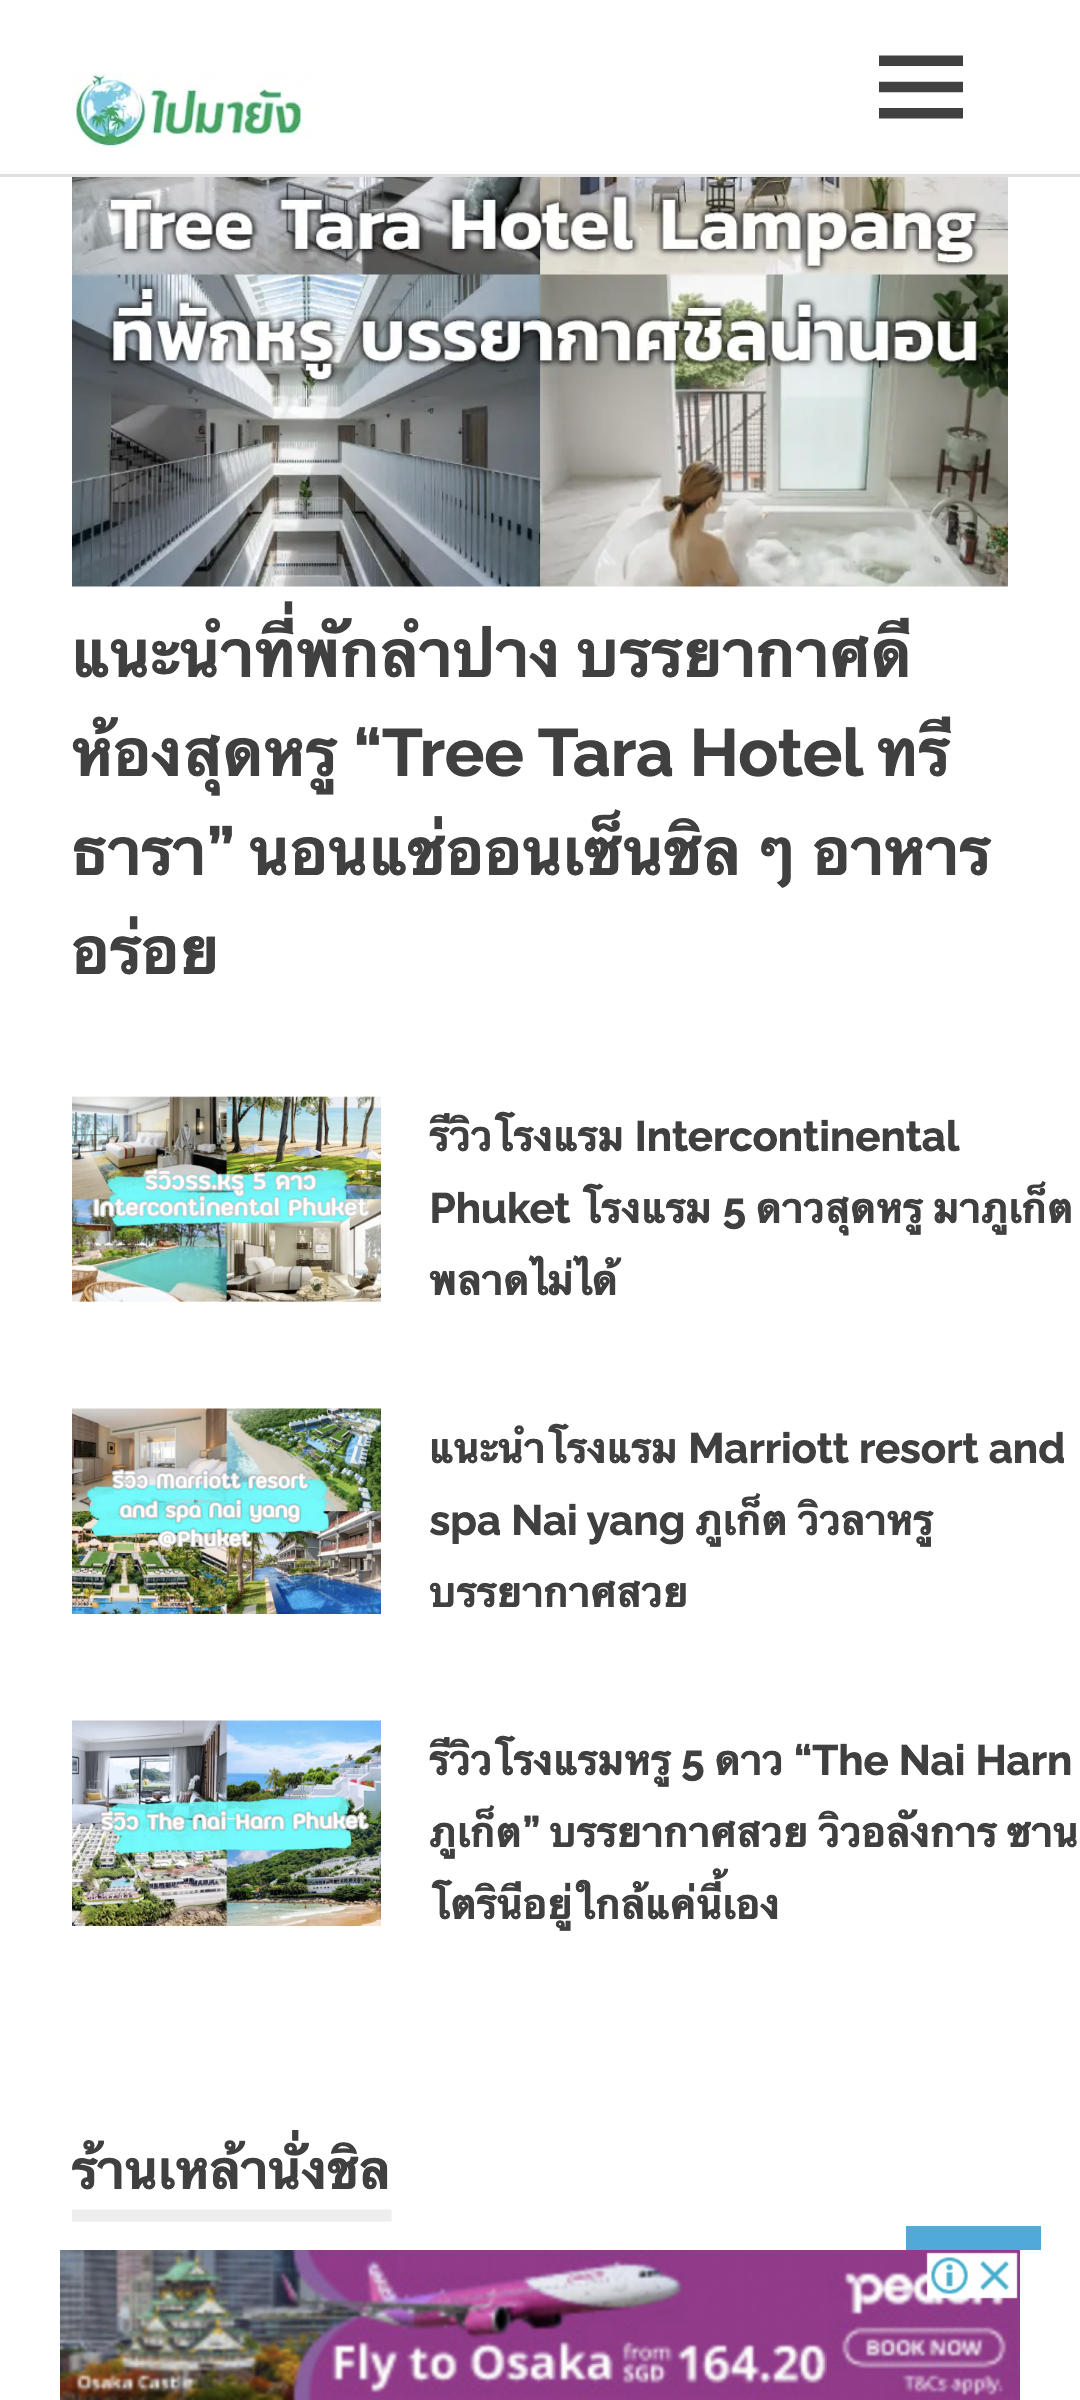 ไปมายัง
Tree Tara Hotel Lampang
ที่พักหรู บรรยากาศชิลน่านอน
แนะนำที่พักลำปาง บรรยากาศดี
ห้องสุดหรู “Tree Tara Hotel ทรี
ธารา” นอนแช่ออนเซ็นชิล ๆ อาหาร
อร่อย
รีวิวรร.หรู 5 ดาว
Intercontinental Phuket
รีวิวโรงแรม Intercontinental
Phuket โรงแรม 5 ดาวสุดหรู มาภูเก็ต
พลาดไม่ได้
รีวิว Marriott resort
and spa Nai yang
@Phuket
แนะนำโรงแรม Marriott resort and
spa Nai yang ภูเก็ต วิวลาหรู
บรรยากาศสวย
รีวิว The Nai Harn Phuket
รีวิวโรงแรมหรู 5 ดาว “The Nai Harn
ภูเก็ต” บรรยากาศสวย วิวอลังการ ซาน
โตรินีอยู่ใกล้แค่นี้เอง
ร้านเหล้านั่งชิล
Fly to Osaka from SGD 164.20
BOOK NOW
Osaka Castle
T&Cs apply.